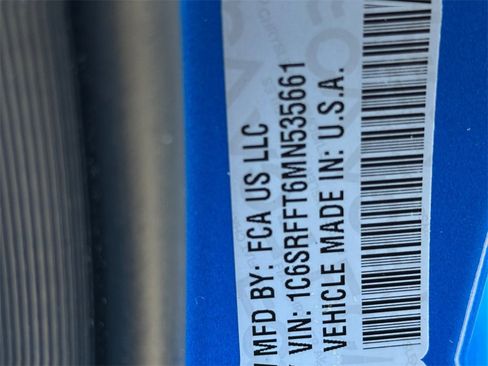 MFD BY: FCA US LLC
VIN: 1C6SRFFT6MN535661
VEHICLE MADE IN: U.S.A.